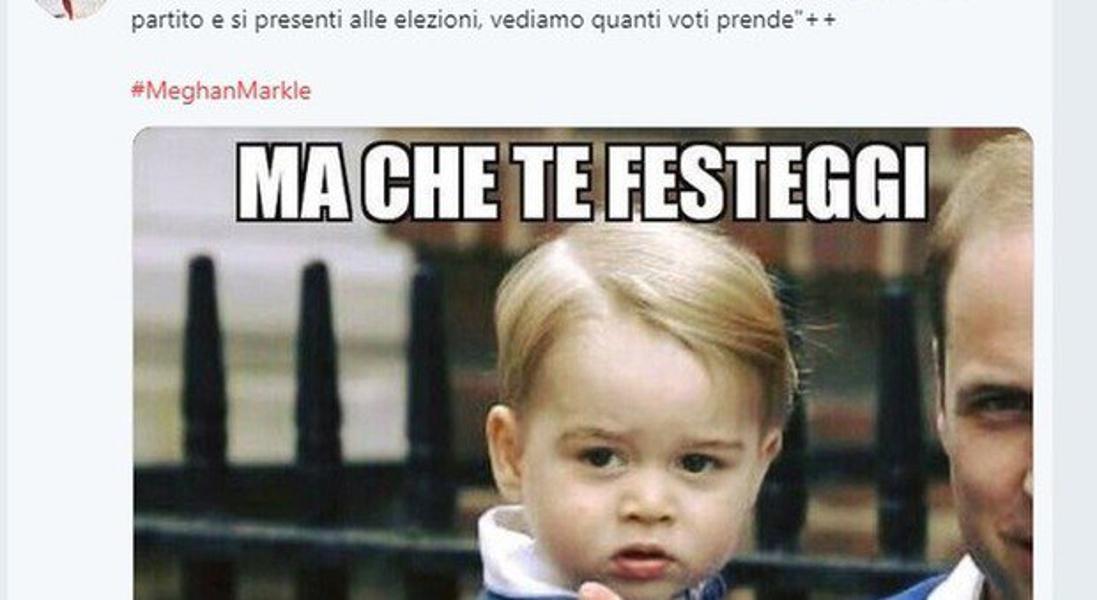 partito e si presenti alle elezioni, vediamo quanti voti prende"++
#MeghanMarkle
MA CHE TE FESTEGGI